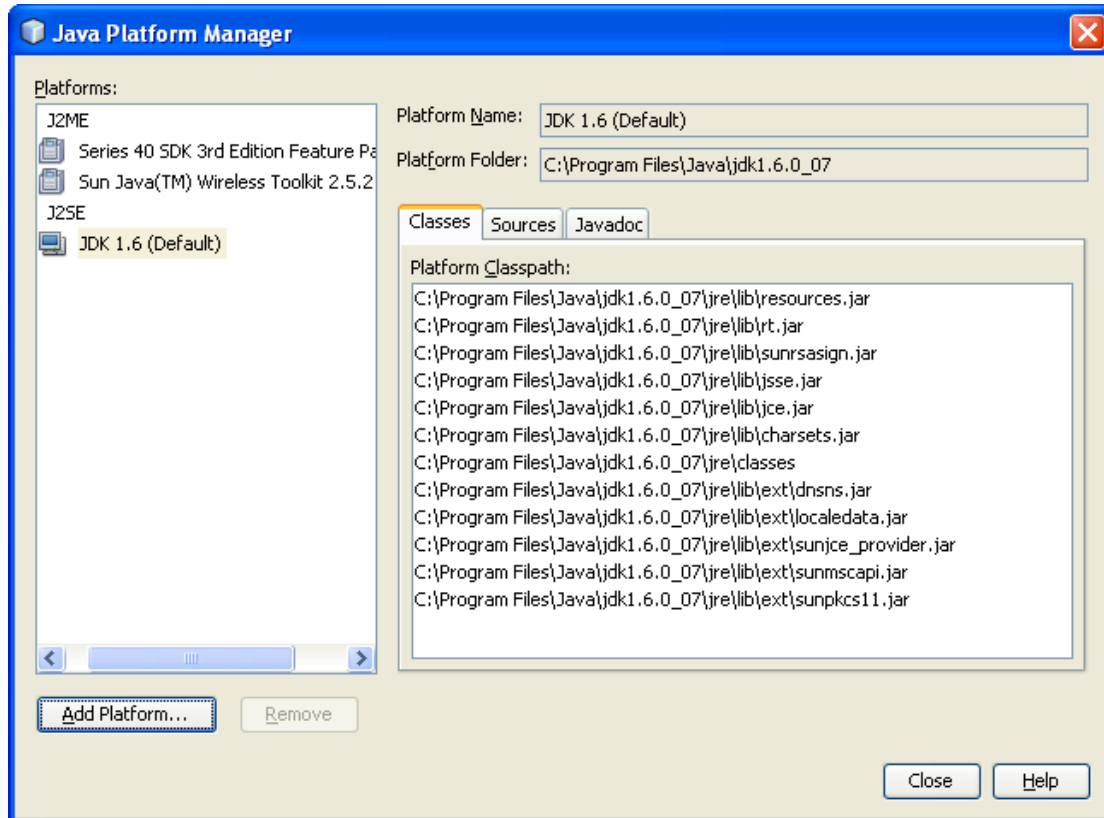 Java Platform Manager
Platforms:
J2ME
Series 40 SDK 3rd Edition Feature Pa
Sun Java(TM) Wireless Toolkit 2.5.2
J2SE
JDK 1.6 (Default)
Add Platform...
Remove
Platform Name:
JDK 1.6 (Default)
Platform Folder:
C:\Program Files\Java\jdk1.6.0_07
Classes
Sources
Javadoc
Platform Classpath:
C:\Program Files\Java\jdk1.6.0_07\jre\lib\resources.jar
C:\Program Files\Java\jdk1.6.0_07\jre\lib\rt.jar
C:\Program Files\Java\jdk1.6.0_07\jre\lib\sunrsasign.jar
C:\Program Files\Java\jdk1.6.0_07\jre\lib\jsse.jar
C:\Program Files\Java\jdk1.6.0_07\jre\lib\jce.jar
C:\Program Files\Java\jdk1.6.0_07\jre\lib\charsets.jar
C:\Program Files\Java\jdk1.6.0_07\jre\classes
C:\Program Files\Java\jdk1.6.0_07\jre\lib\ext\dnsns.jar
C:\Program Files\Java\jdk1.6.0_07\jre\lib\ext\localedata.jar
C:\Program Files\Java\jdk1.6.0_07\jre\lib\ext\sunjce_provider.jar
C:\Program Files\Java\jdk1.6.0_07\jre\lib\ext\sunmscapi.jar
C:\Program Files\Java\jdk1.6.0_07\jre\lib\ext\sunpkcs11.jar
Close
Help